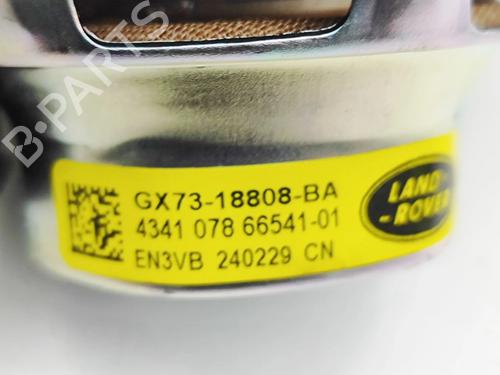 B-PARTS
GX73-18808-BA
4341 078 66541-01
EN3VB 240229 CN
LAND-
-ROVER